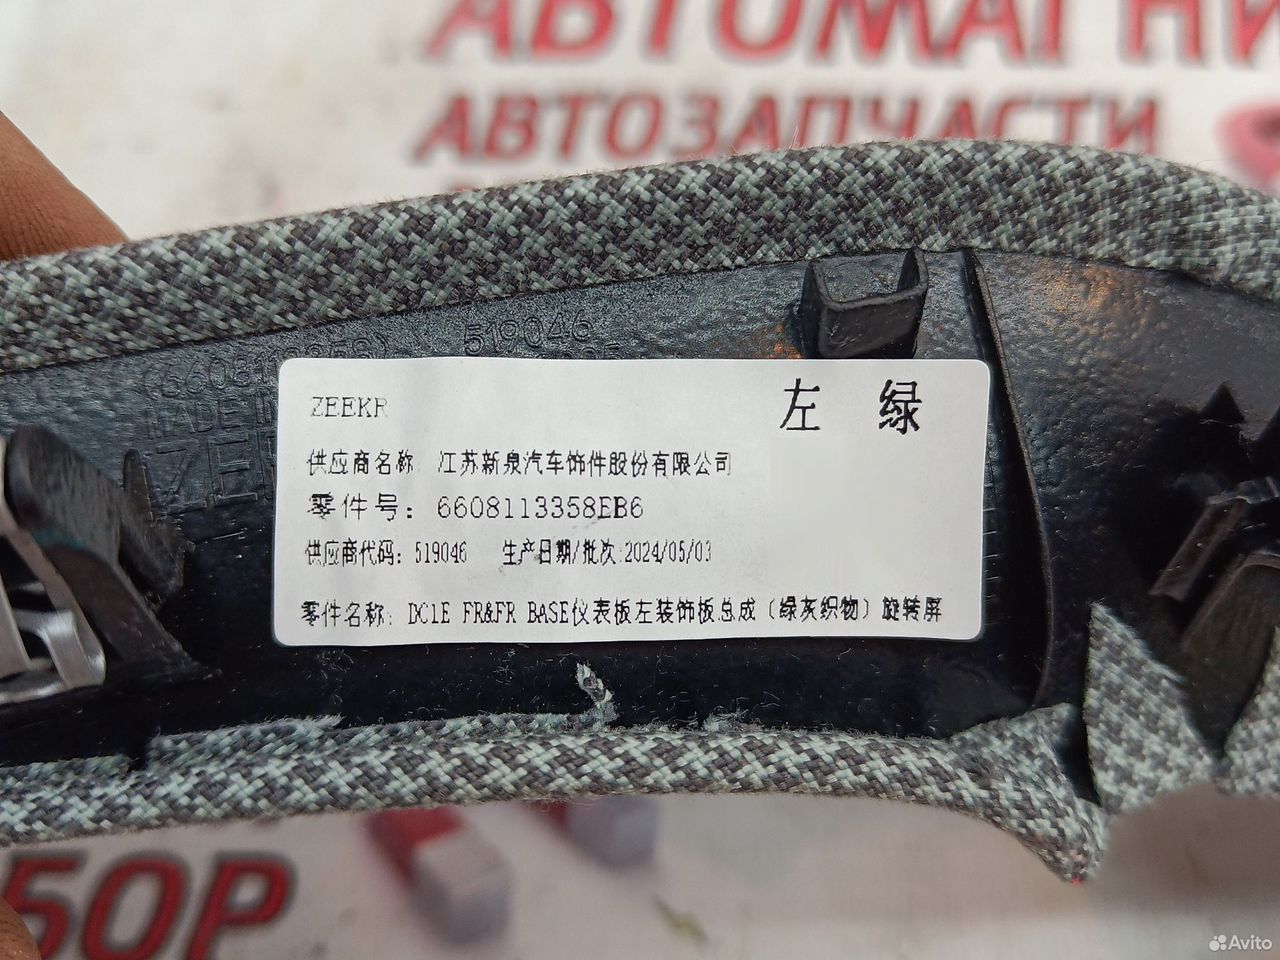 АВТОМАГНИ
АВТОЗАПЧАСТИ
519046
MADE IN
ZEEKR 左 绿
供应商名称: 江苏新泉汽车饰件股份有限公司
零件号: 6608113358EB6
供应商代码: 519046 生产日期/批次:2024/05/03
零件名称: DC1E FR&FR BASE仪表板左装饰板总成（绿灰织物）旋转屏
БОР
Avito